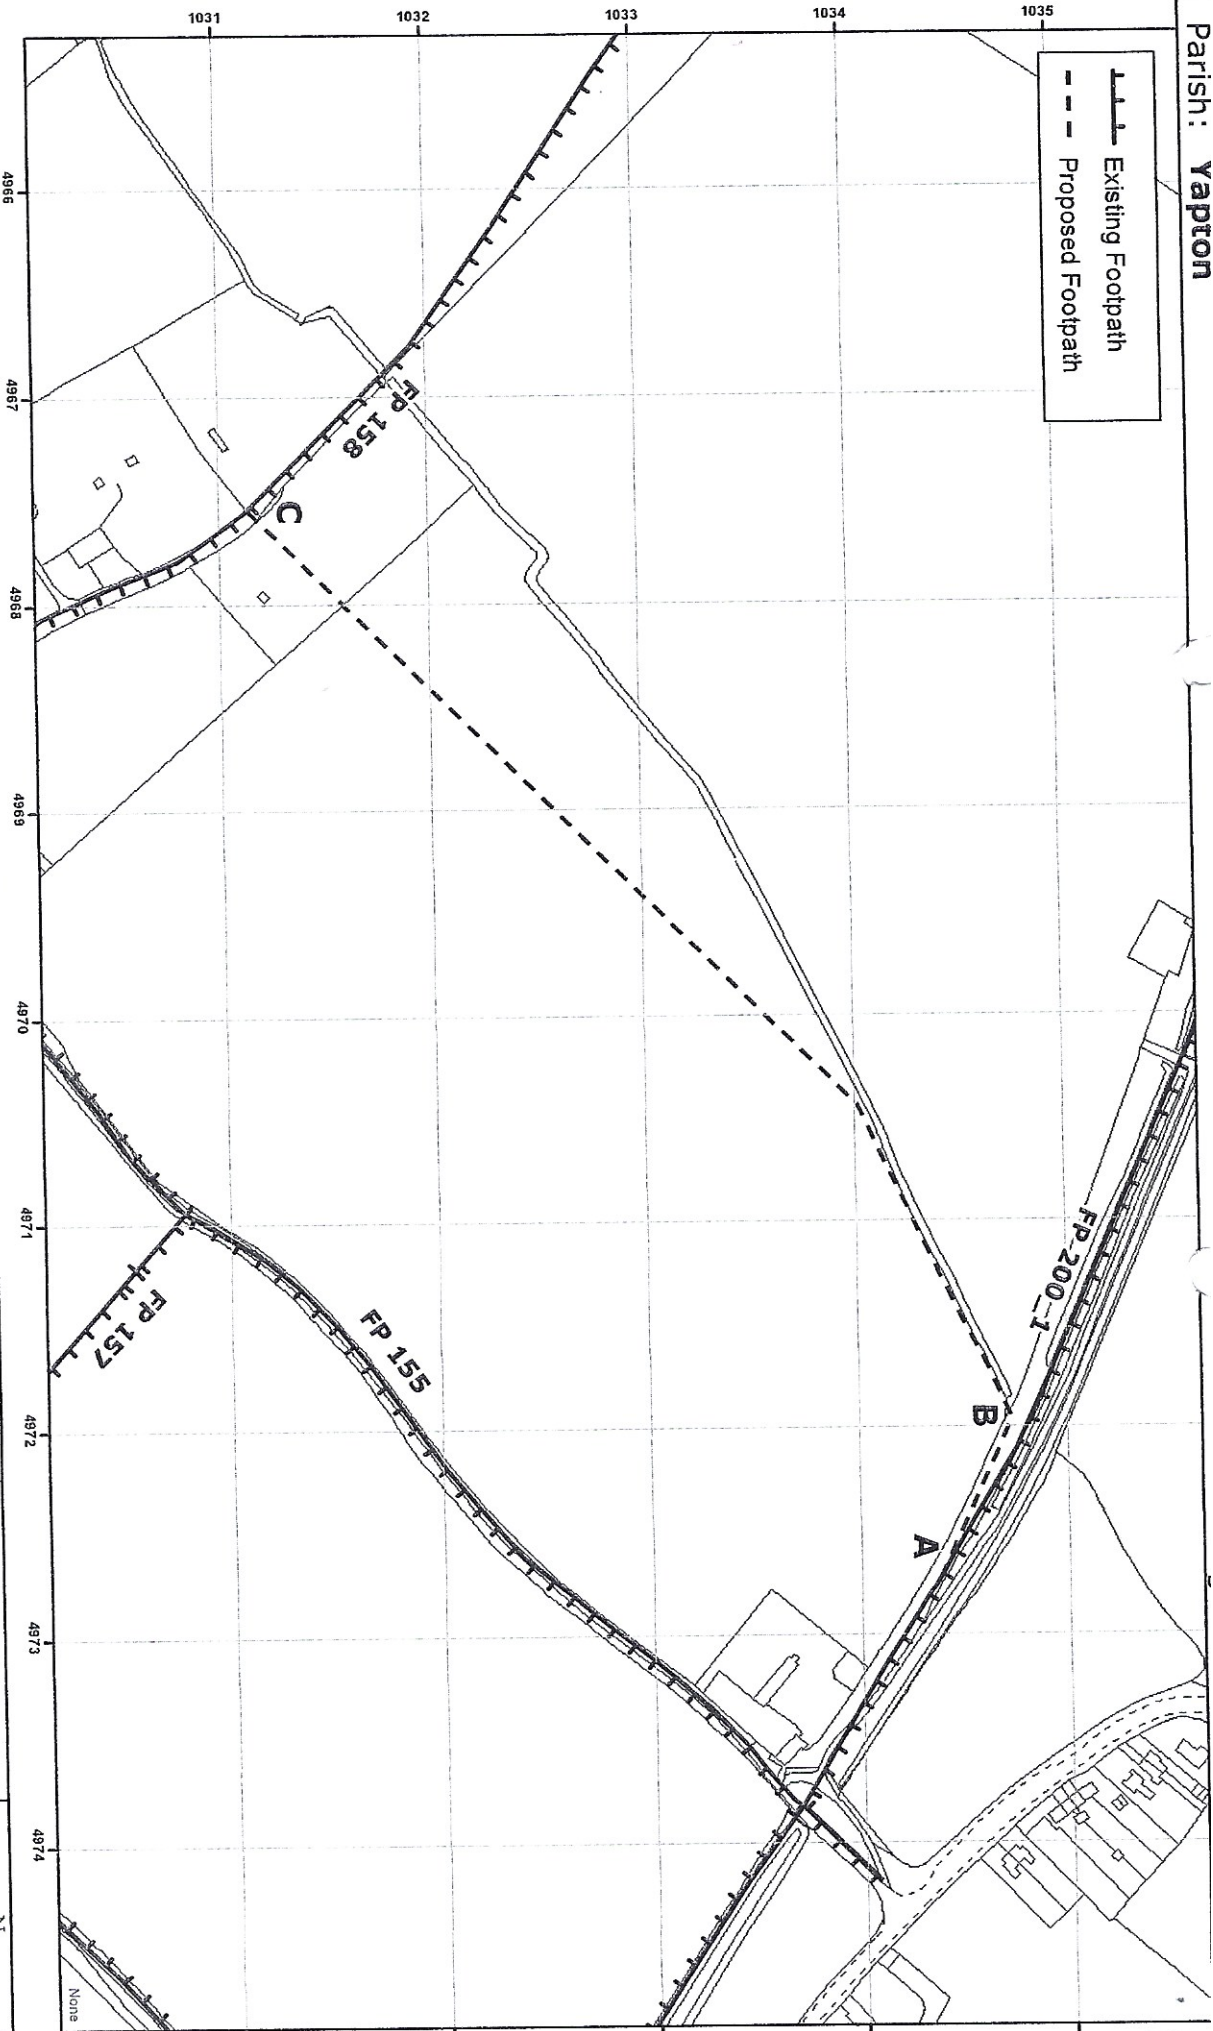 Parish: Yapton
Existing Footpath
Proposed Footpath
1031
1032
1033
1034
1035
4966
4967
4968
4969
4970
4971
4972
4973
4974
FP 158
C
FP 200_1
B
A
FP 155
FP 157
None